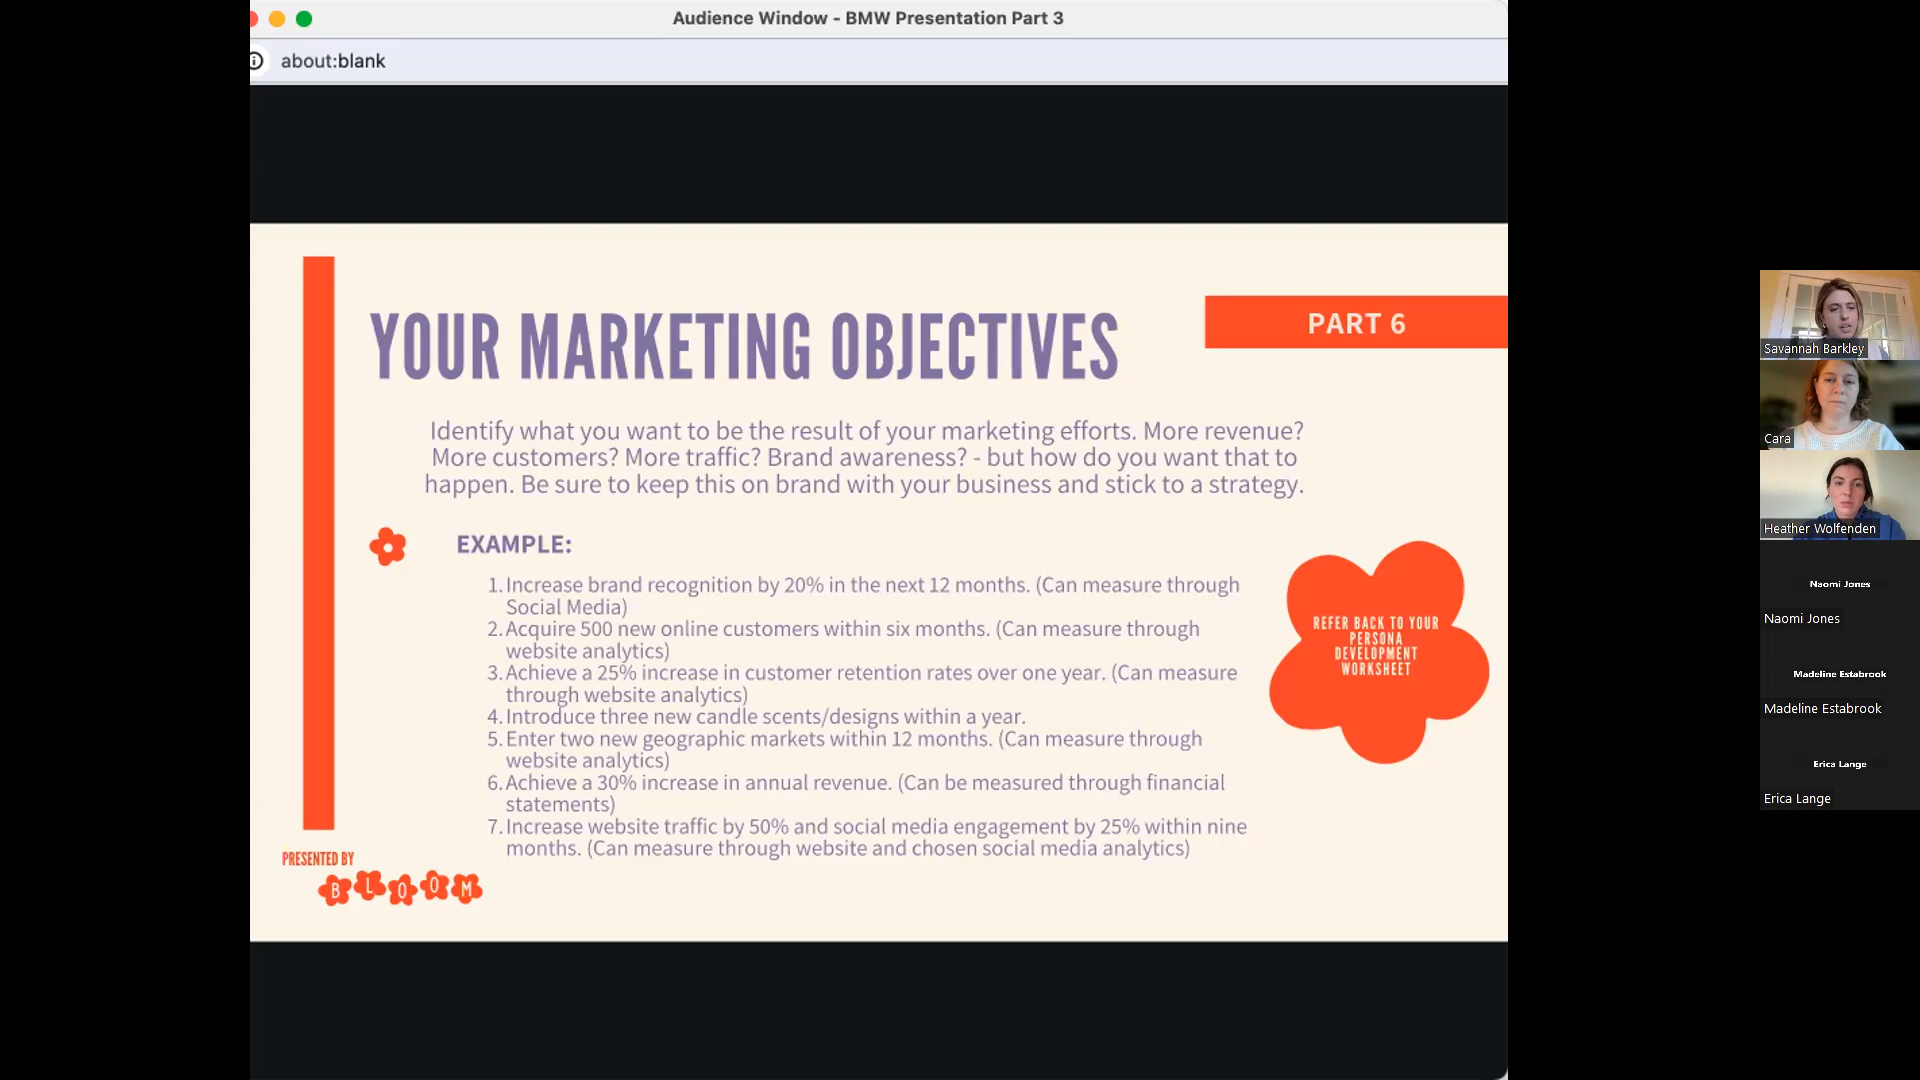 Audience Window - BMW Presentation Part 3
about:blank
YOUR MARKETING OBJECTIVES
PART 6
Identify what you want to be the result of your marketing efforts. More revenue?
More customers? More traffic? Brand awareness? - but how do you want that to
happen. Be sure to keep this on brand with your business and stick to a strategy.
EXAMPLE:
1. Increase brand recognition by 20% in the next 12 months. (Can measure through
Social Media)
2. Acquire 500 new online customers within six months. (Can measure through
website analytics)
3. Achieve a 25% increase in customer retention rates over one year. (Can measure
through website analytics)
4. Introduce three new candle scents/designs within a year.
5. Enter two new geographic markets within 12 months. (Can measure through
website analytics)
6. Achieve a 30% increase in annual revenue. (Can be measured through financial
statements)
7. Increase website traffic by 50% and social media engagement by 25% within nine
months. (Can measure through website and chosen social media analytics)
REFER BACK TO YOUR
PERSONA
DEVELOPMENT
WORKSHEET
PRESENTED BY
BLOOM
Savannah Barkley
Cara
Heather Wolfenden
Naomi Jones
Naomi Jones
Madeline Estabrook
Madeline Estabrook
Erica Lange
Erica Lange